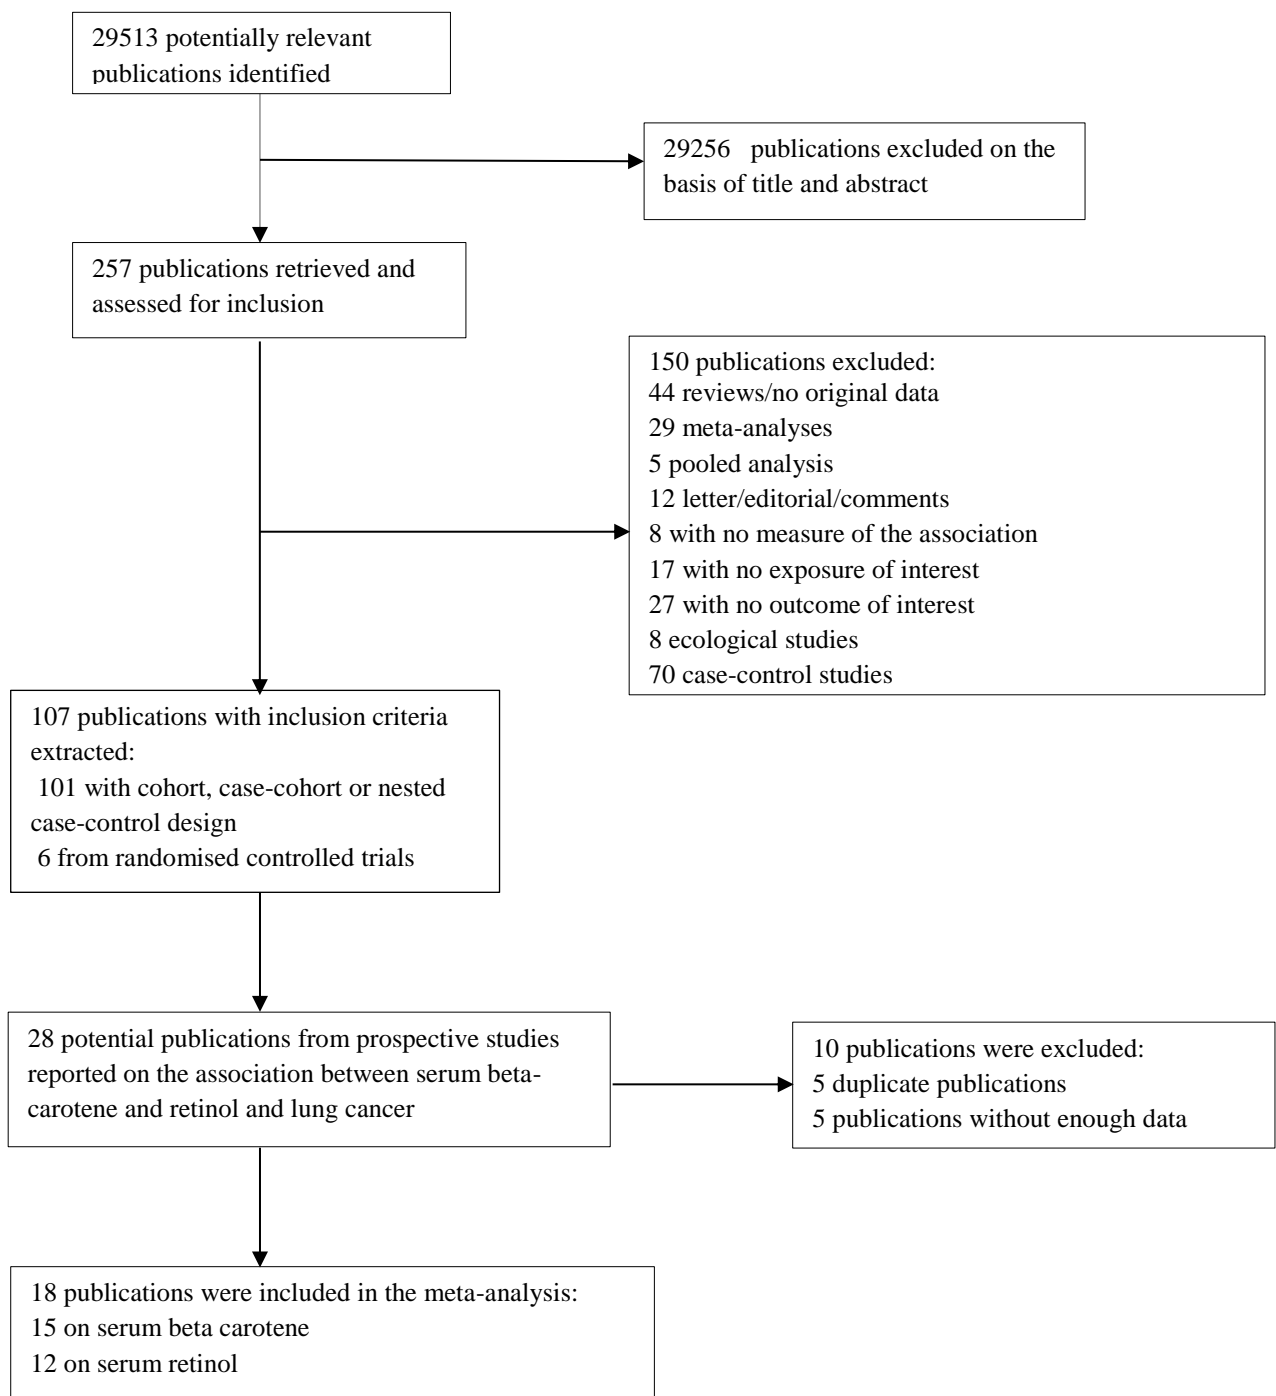 29513 potentially relevant
publications identified
29256 publications excluded on the
basis of title and abstract
257 publications retrieved and
assessed for inclusion
150 publications excluded:
44 reviews/no original data
29 meta-analyses
5 pooled analysis
12 letter/editorial/comments
8 with no measure of the association
17 with no exposure of interest
27 with no outcome of interest
8 ecological studies
70 case-control studies
107 publications with inclusion criteria
extracted:
101 with cohort, case-cohort or nested
case-control design
6 from randomised controlled trials
28 potential publications from prospective studies
reported on the association between serum beta-
carotene and retinol and lung cancer
10 publications were excluded:
5 duplicate publications
5 publications without enough data
18 publications were included in the meta-analysis:
15 on serum beta carotene
12 on serum retinol